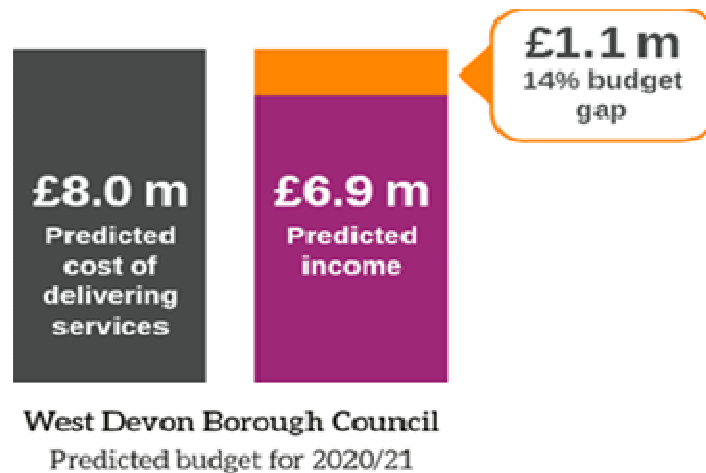 £1.1 m
14% budget
gap
£8.0 m
Predicted
cost of
delivering
services
£6.9 m
Predicted
income
West Devon Borough Council
Predicted budget for 2020/21